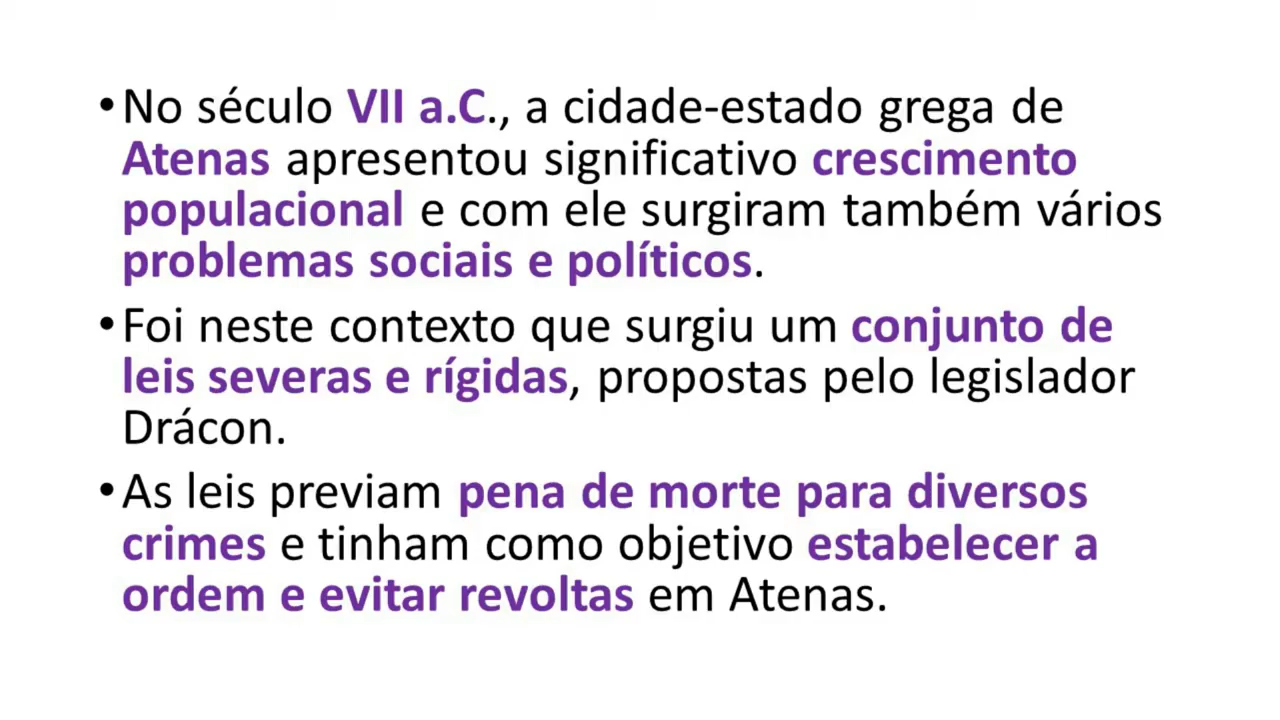 •No século VII a.C., a cidade-estado grega de
Atenas apresentou significativo crescimento
populacional e com ele surgiram também vários
problemas sociais e políticos.
•Foi neste contexto que surgiu um conjunto de
leis severas e rígidas, propostas pelo legislador
Drácon.
•As leis previam pena de morte para diversos
crimes e tinham como objetivo estabelecer a
ordem e evitar revoltas em Atenas.